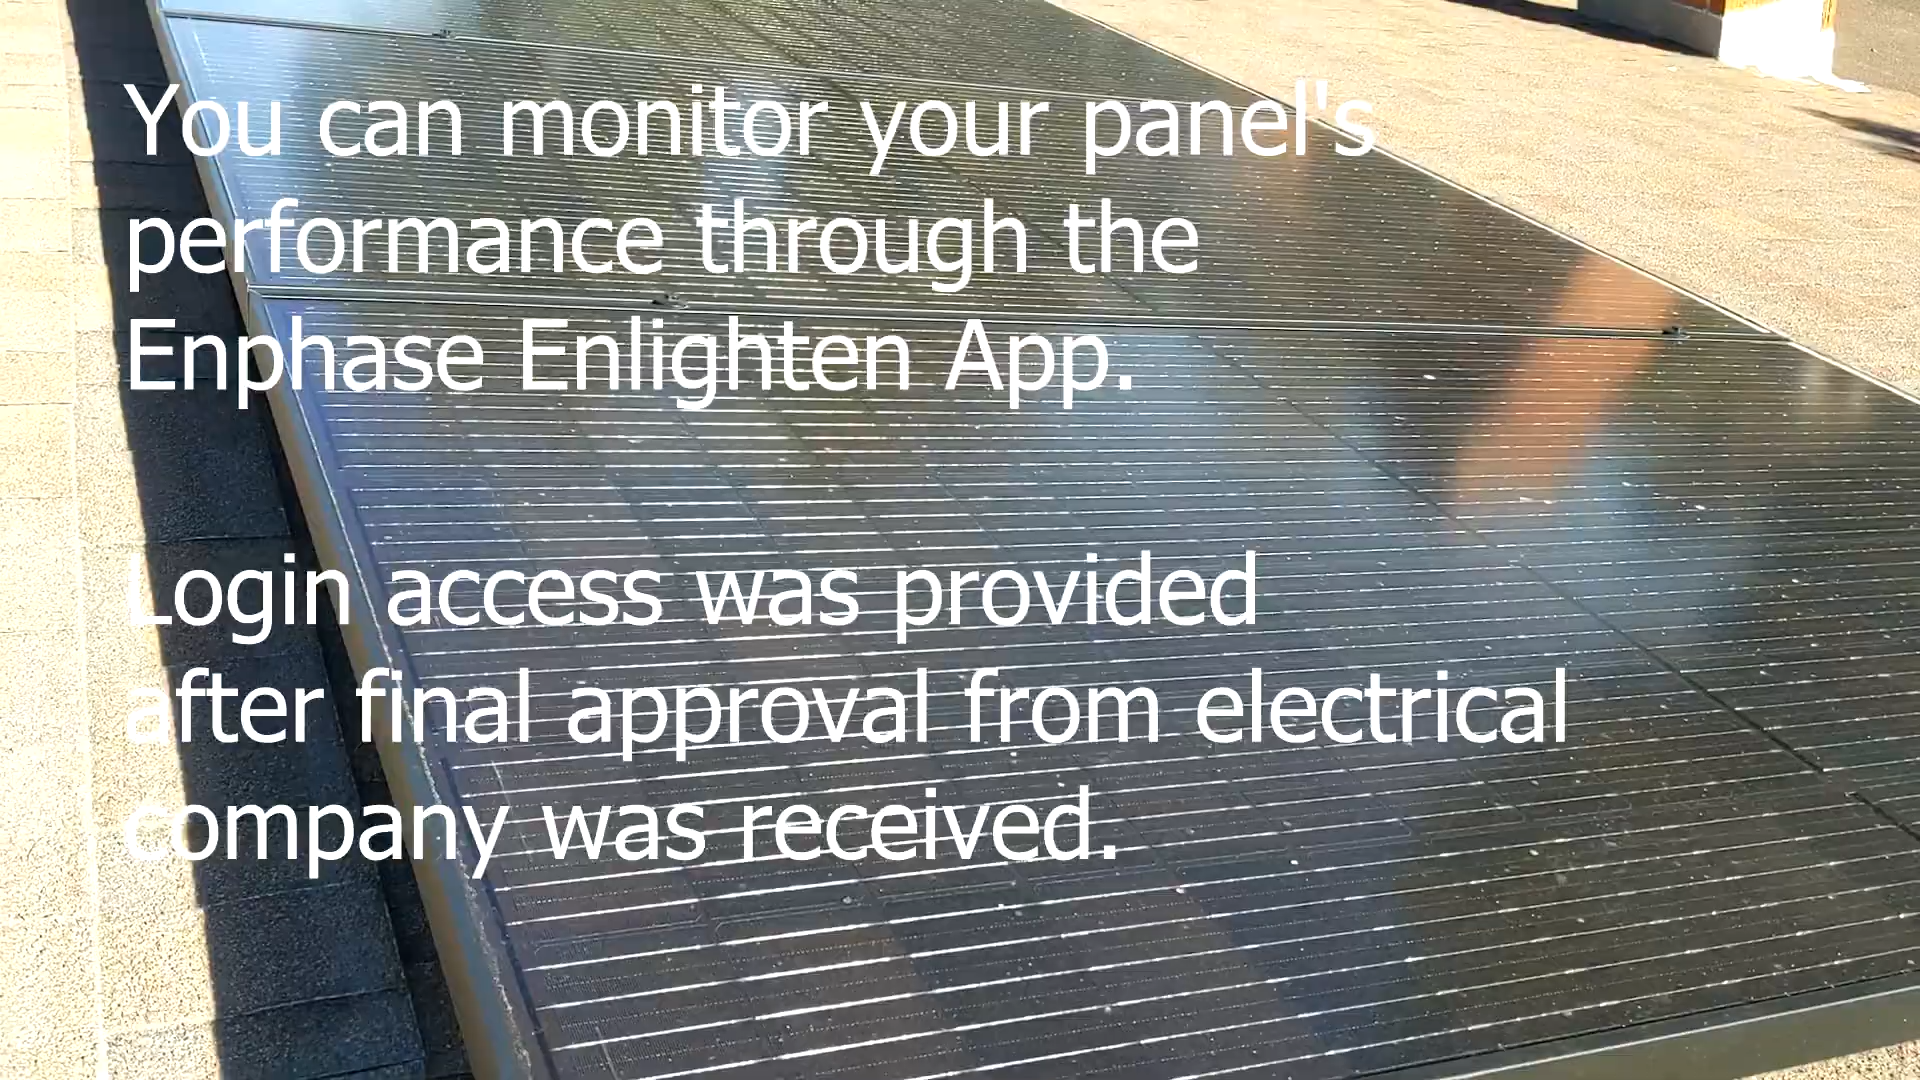 You can monitor your panel's
performance through the
Enphase Enlighten App.
Login access was provided
after final approval from electrical
company was received.